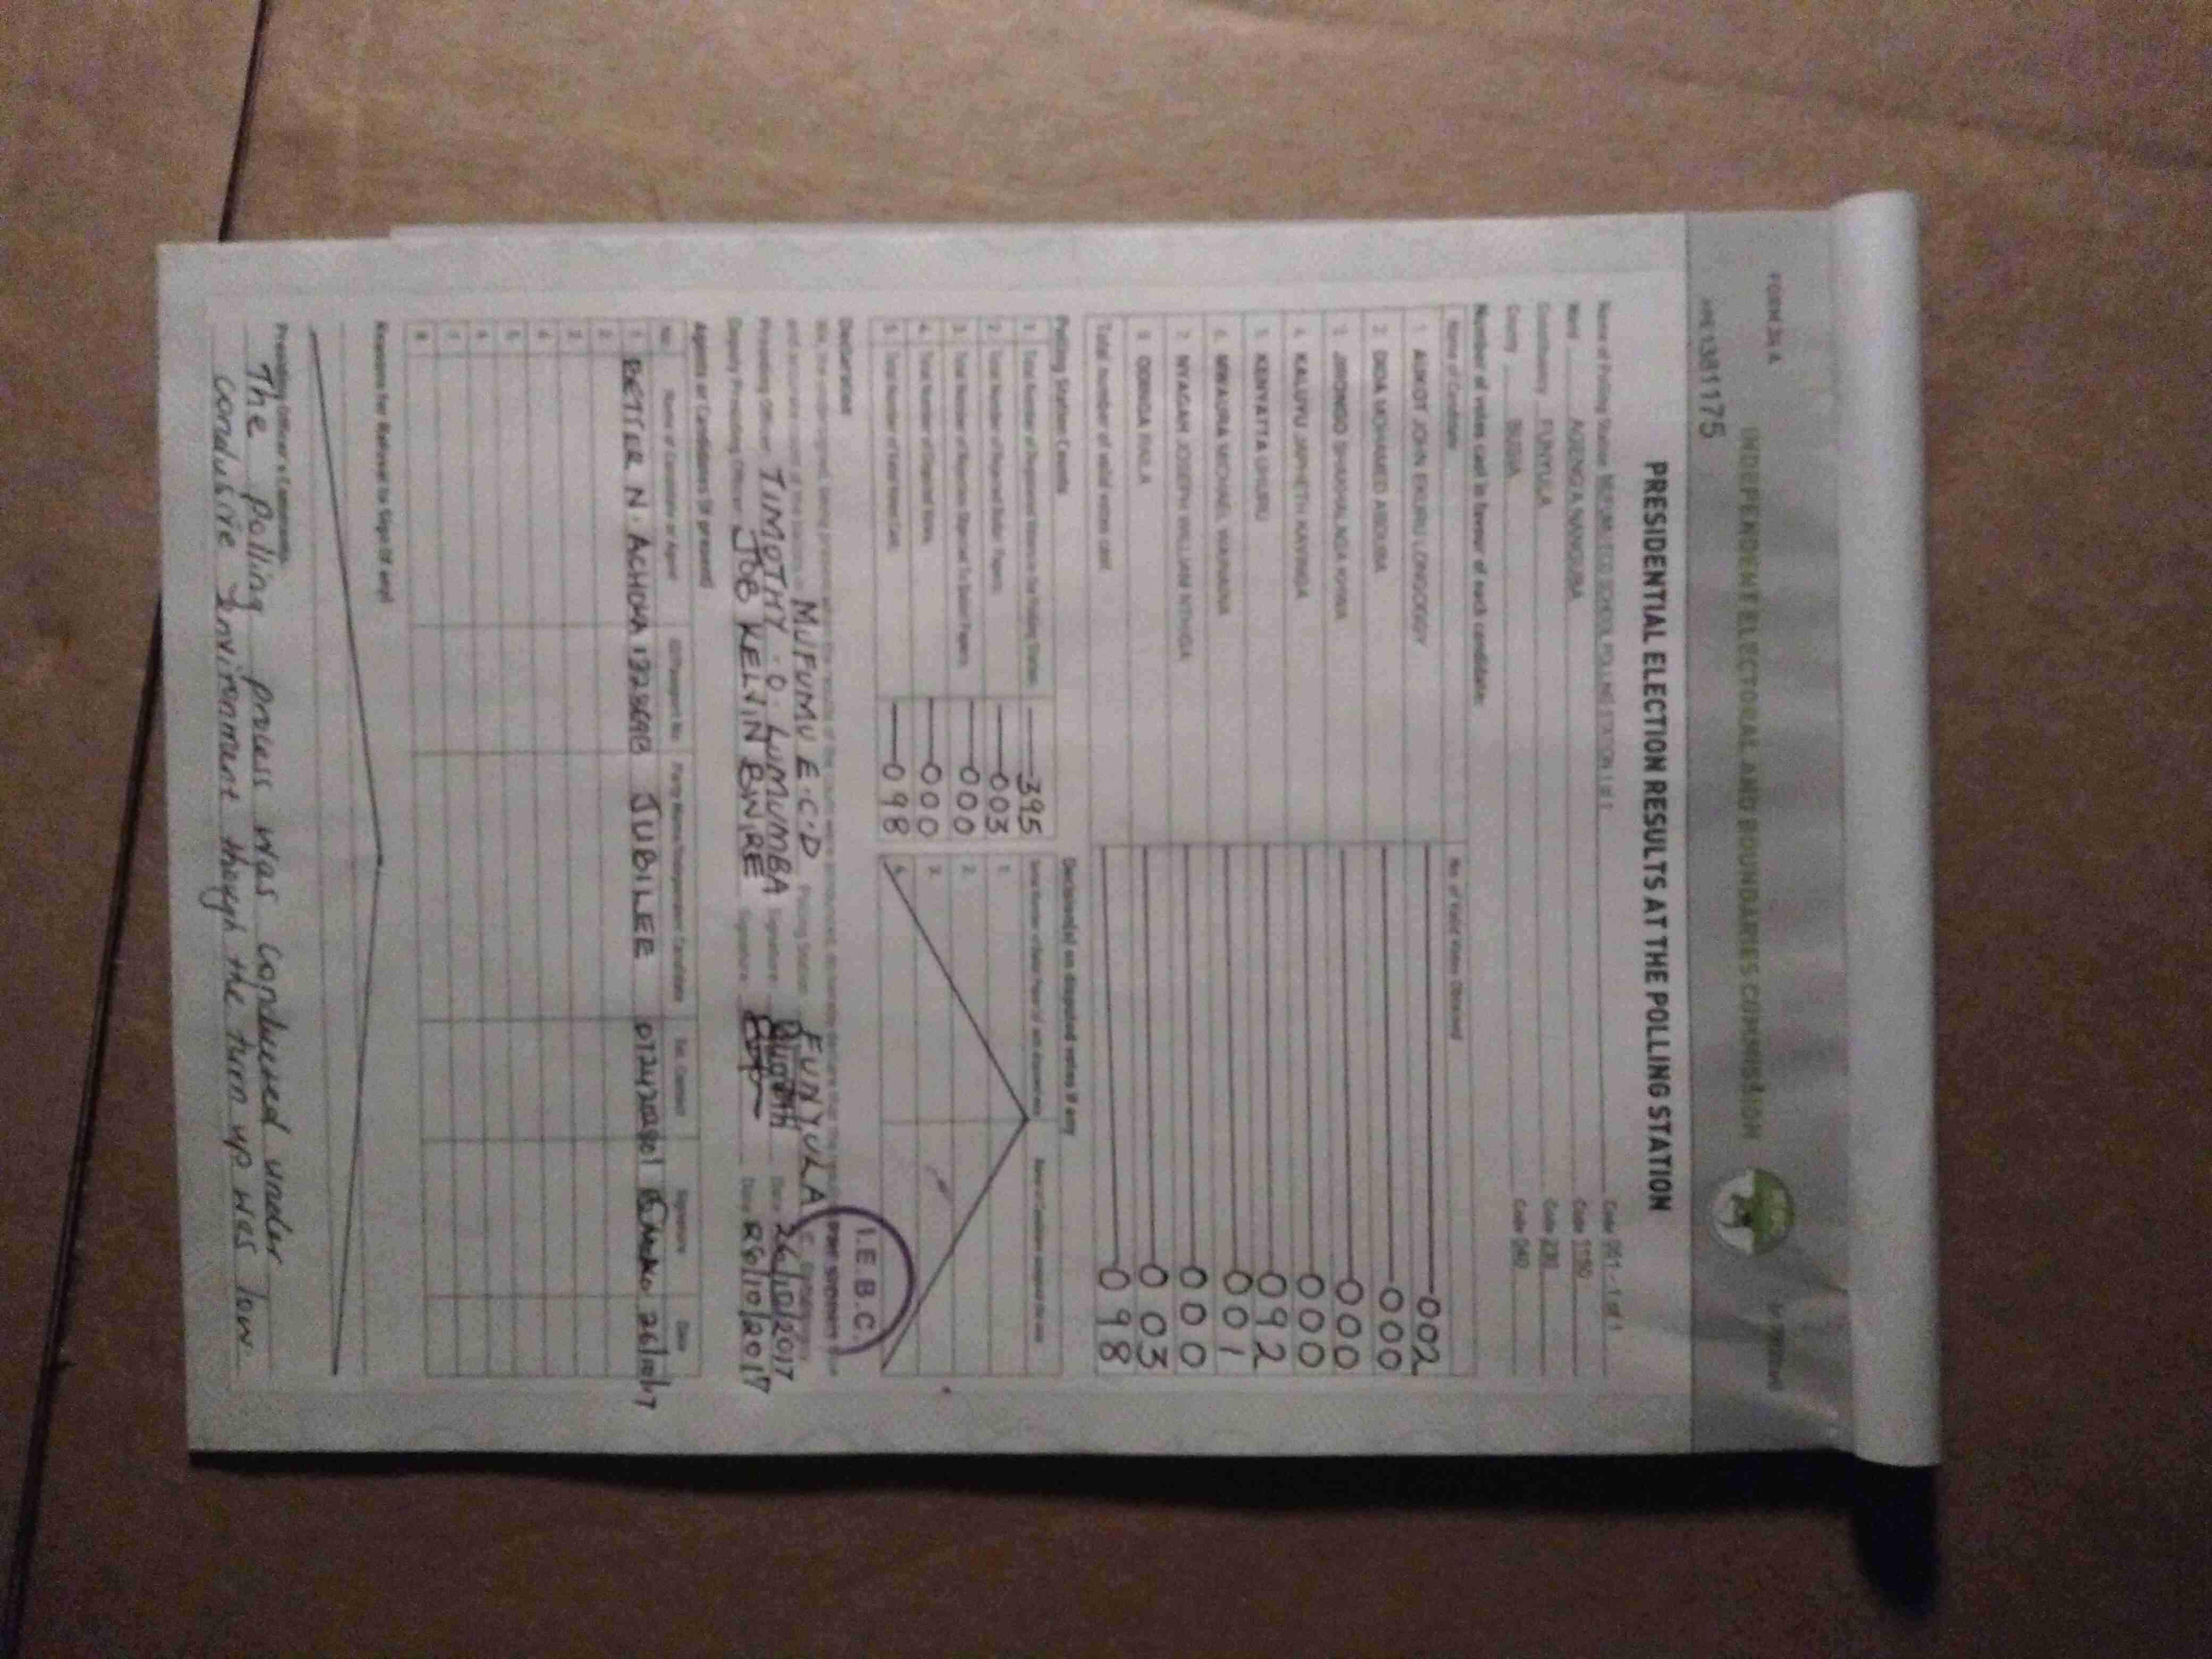 FORM 34 A
INDEPENDENT ELECTORAL AND BOUNDARIES COMMISSION
1381175
PRESIDENTIAL ELECTION RESULTS AT THE POLLING STATION
Name of Polling Station MUFUMU ECD SCHOOL POLLING STATION 1 of 1 Code 001 - 1 of 1
Ward AGENG'A NANGUBA Code 1150
Constituency FUNYULA Code 230
County BUSIA Code 040
Number of votes cast in favour of each candidate:
Name of Candidate No. of Valid Votes Obtained
1. AUKOT JOHN EKURU LONGOGGY 002
2. DIDA MOHAMED ABDUBA 000
3. JIRONGO SHAKHALAGA KHWA 000
4. KALUYU JAPHETH KAVINGA 000
5. KENYATTA UHURU 092
6. MWAURA MICHAEL WAINAINA 001
7. NYAGAH JOSEPH WILLIAM NTHIGA 000
8. ODINGA RAILA 003
Total number of valid votes cast 098
Polling Station Counts
Decision(s) on disputed votes if any
1. Total Number of Registered Voters in the Polling Station 395
2. Total Number of Rejected Ballot Papers 003
3. Total Number of Rejection Objected To Ballot Papers 000
4. Total Number of Disputed Votes 000
5. Total Number of Valid Votes Cast 098
1.
2.
3.
4.
I.E.B.C.
Declaration
MUFUMU E.C.D Polling Station FUNYULA
Presiding Officer TIMOTHY . O. LUMUMBA Signature Date 26/10/2017
Deputy Presiding Officer JOB KELVIN BWIRE Signature Date 26/10/2017
Agents or Candidates (if present)
No. Name of Candidate or Agent ID/Passport No. Party Name/Independent Candidate Tel. Contact Signature Date
1 N. ACHOKA JUBILEE 26/10/17
2
3
4
5
6
7
8
Reasons for Refusal to Sign (if any)
Presiding Officer's Comments
The polling process was conducted under
condusive Environment though the turn up was low